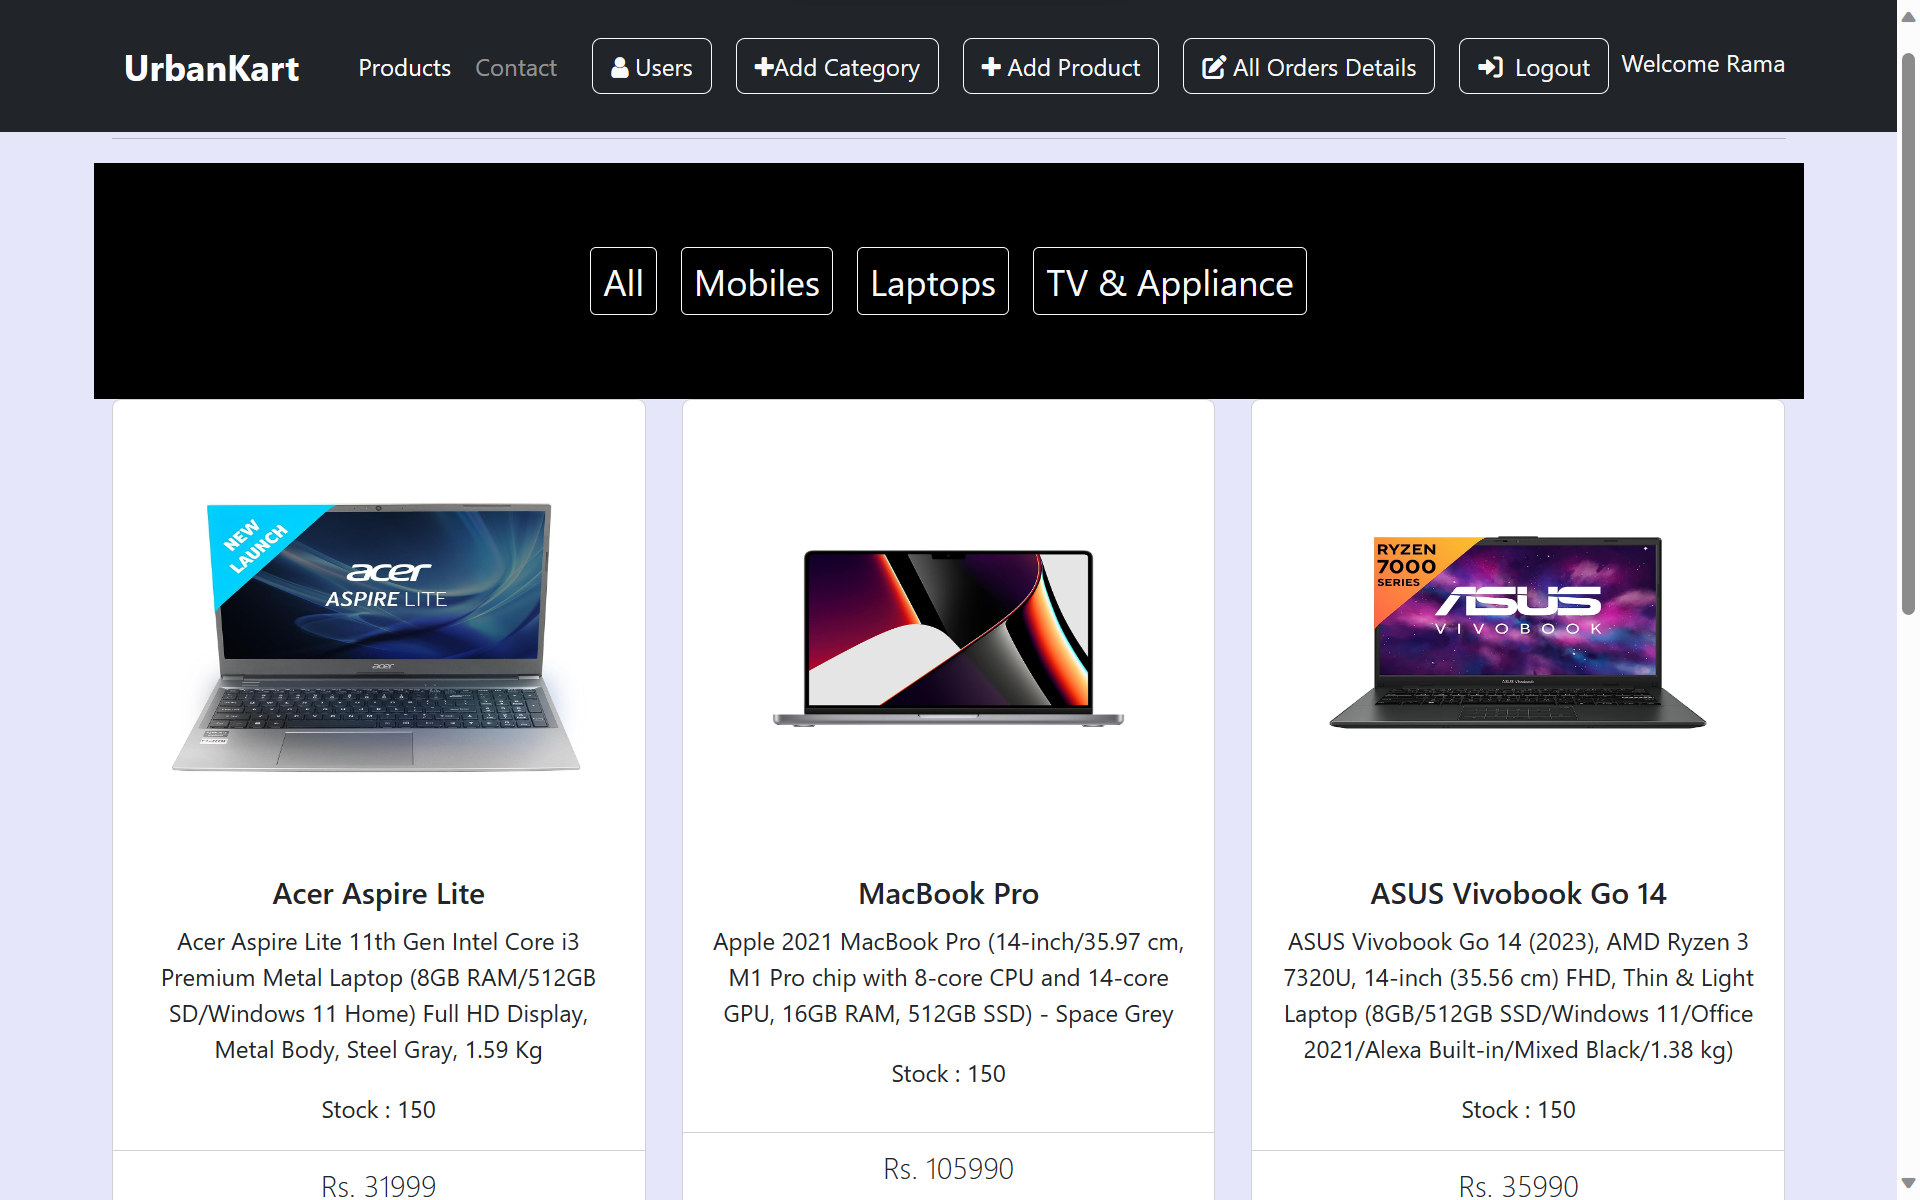 UrbanKart Products Contact Users Add Category Add Product All Orders Details Logout Welcome Rama
All Mobiles Laptops TV & Appliance
NEW
LAUNCH
acer
ASPIRE LITE
acer
RYZEN
7000
SERIES
ASUS
VIVOBOOK
Acer Aspire Lite
Acer Aspire Lite 11th Gen Intel Core i3
Premium Metal Laptop (8GB RAM/512GB
SD/Windows 11 Home) Full HD Display,
Metal Body, Steel Gray, 1.59 Kg
Stock : 150
Rs. 31999
MacBook Pro
Apple 2021 MacBook Pro (14-inch/35.97 cm,
M1 Pro chip with 8-core CPU and 14-core
GPU, 16GB RAM, 512GB SSD) - Space Grey
Stock : 150
Rs. 105990
ASUS Vivobook Go 14
ASUS Vivobook Go 14 (2023), AMD Ryzen 3
7320U, 14-inch (35.56 cm) FHD, Thin & Light
Laptop (8GB/512GB SSD/Windows 11/Office
2021/Alexa Built-in/Mixed Black/1.38 kg)
Stock : 150
Rs. 35990